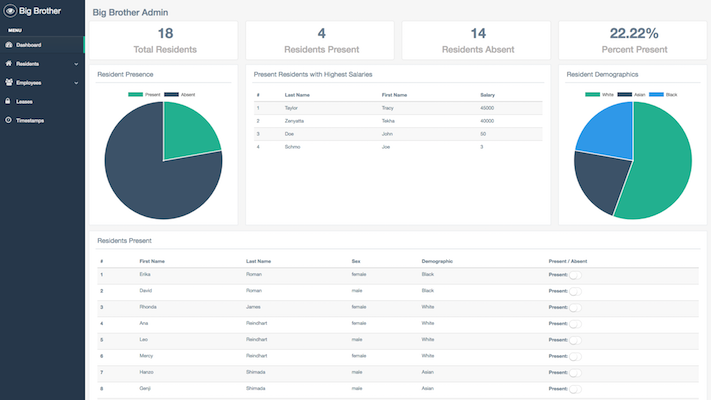 Big Brother
Big Brother Admin
MENU
Dashboard
Residents
Employees
Leases
Timestamps
18
Total Residents
4
Residents Present
14
Residents Absent
22.22%
Percent Present
Resident Presence
Present Absent
Present Residents with Highest Salaries
# Last Name First Name Salary
1 Taylor Tracy 45000
2 Zenyatta Tekha 40000
3 Doe John 50
4 Schmo Joe 3
Resident Demographics
White Asian Black
Residents Present
# First Name Last Name Sex Demographic Present / Absent
1 Erika Roman female Black Present:
2 David Roman male Black Present:
3 Rhonda James female White Present:
4 Ana Reindhart female White Present:
5 Leo Reindhart male White Present:
6 Mercy Reindhart female White Present:
7 Hanzo Shimada male Asian Present:
8 Genji Shimada male Asian Present: